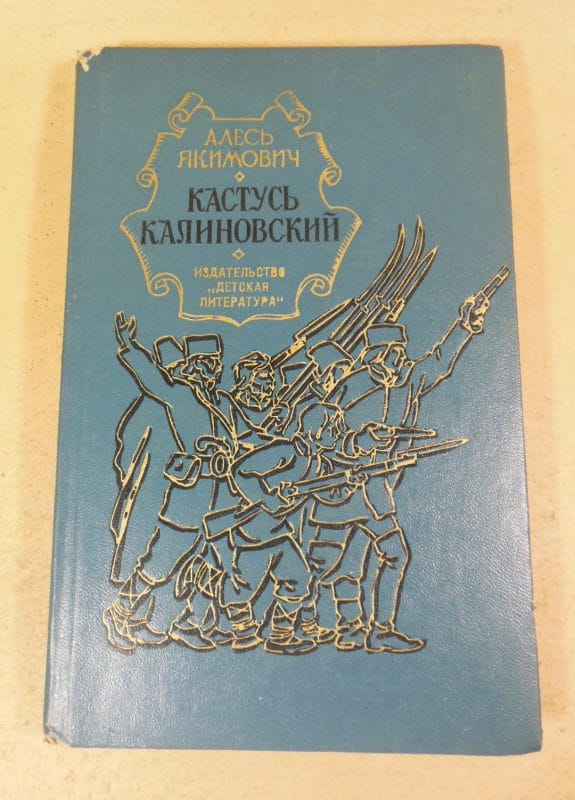 АЛЕСЬ
ЯКИМОВИЧ
КАСТУСЬ
КАЛИНОВСКИЙ
ИЗДАТЕЛЬСТВО
„ДЕТСКАЯ
ЛИТЕРАТУРА“